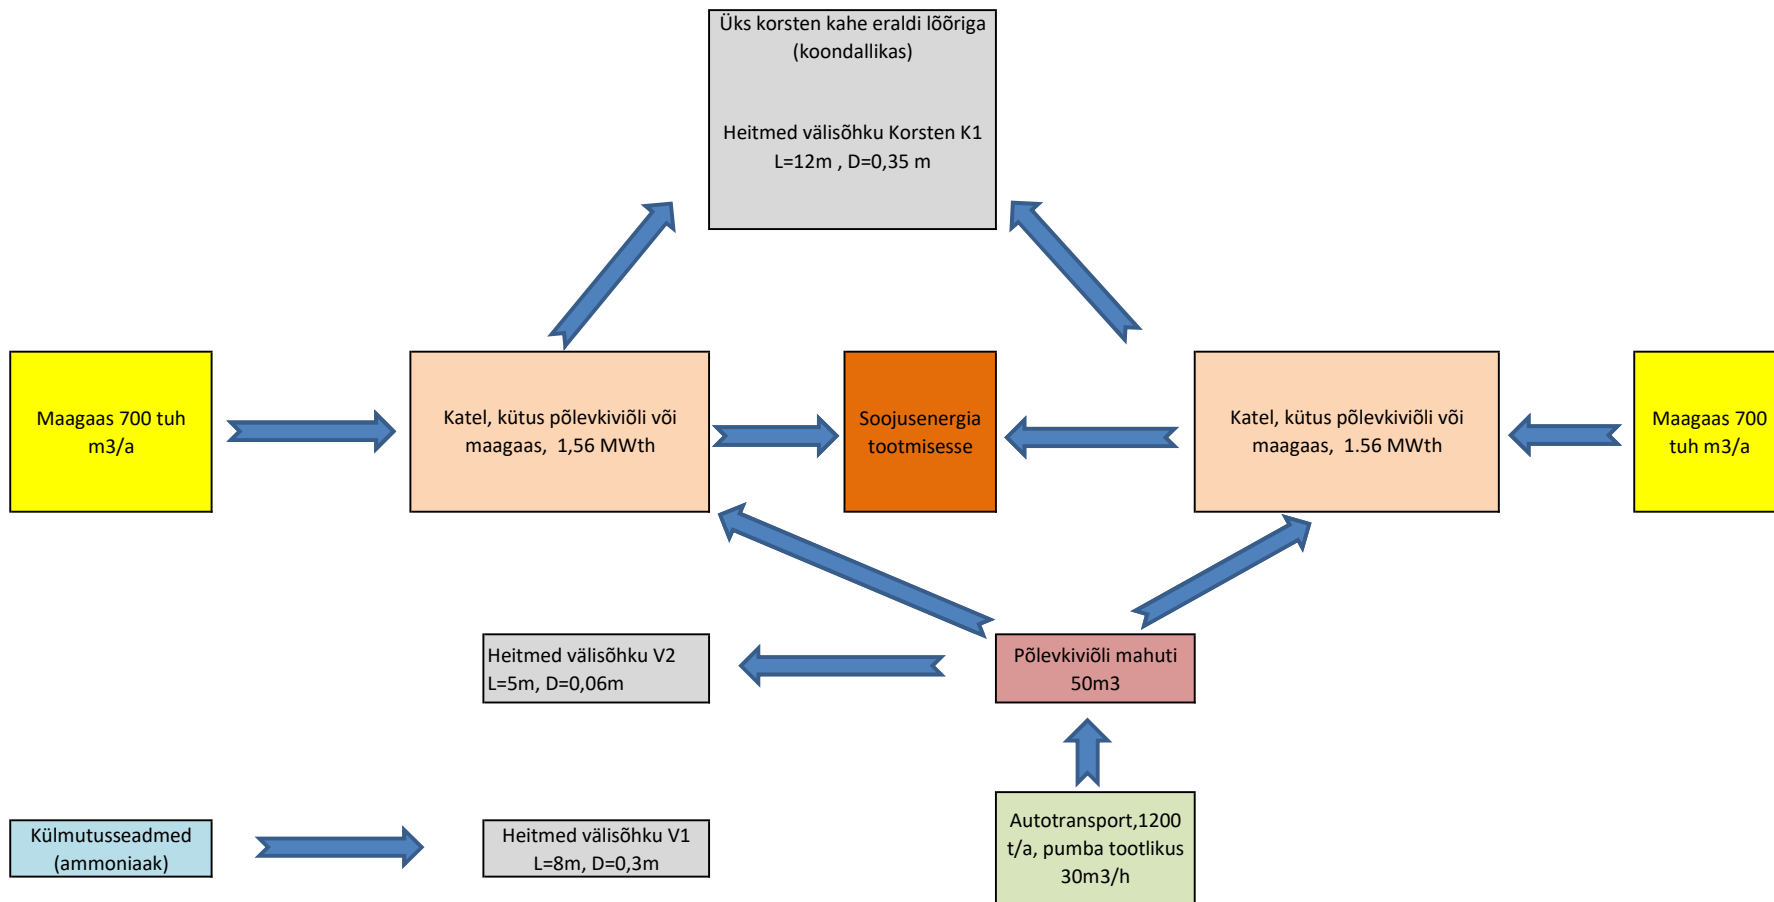 Üks korsten kahe eraldi lõõriga
(koondallikas)
Heitmed välisõhku Korsten K1
L=12m , D=0,35 m
Maagaas 700 tuh
m3/a
Katel, kütus põlevkiviõli või
maagaas, 1,56 MWth
Soojusenergia
tootmisesse
Katel, kütus põlevkiviõli või
maagaas, 1.56 MWth
Maagaas 700
tuh m3/a
Heitmed välisõhku V2
L=5m, D=0,06m
Põlevkiviõli mahuti
50m3
Külmutusseadmed
(ammoniaak)
Heitmed välisõhku V1
L=8m, D=0,3m
Autotransport,1200
t/a, pumba tootlikus
30m3/h